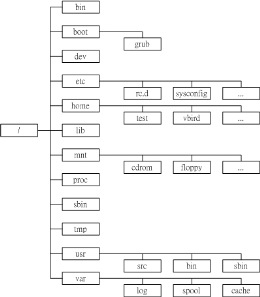 bin
boot
grub
dev
etc
rc.d sysconfig ...
home
test vbird ...
/
lib
mnt
cdrom floppy ...
proc
sbin
tmp
usr
src bin sbin
var
log spool cache